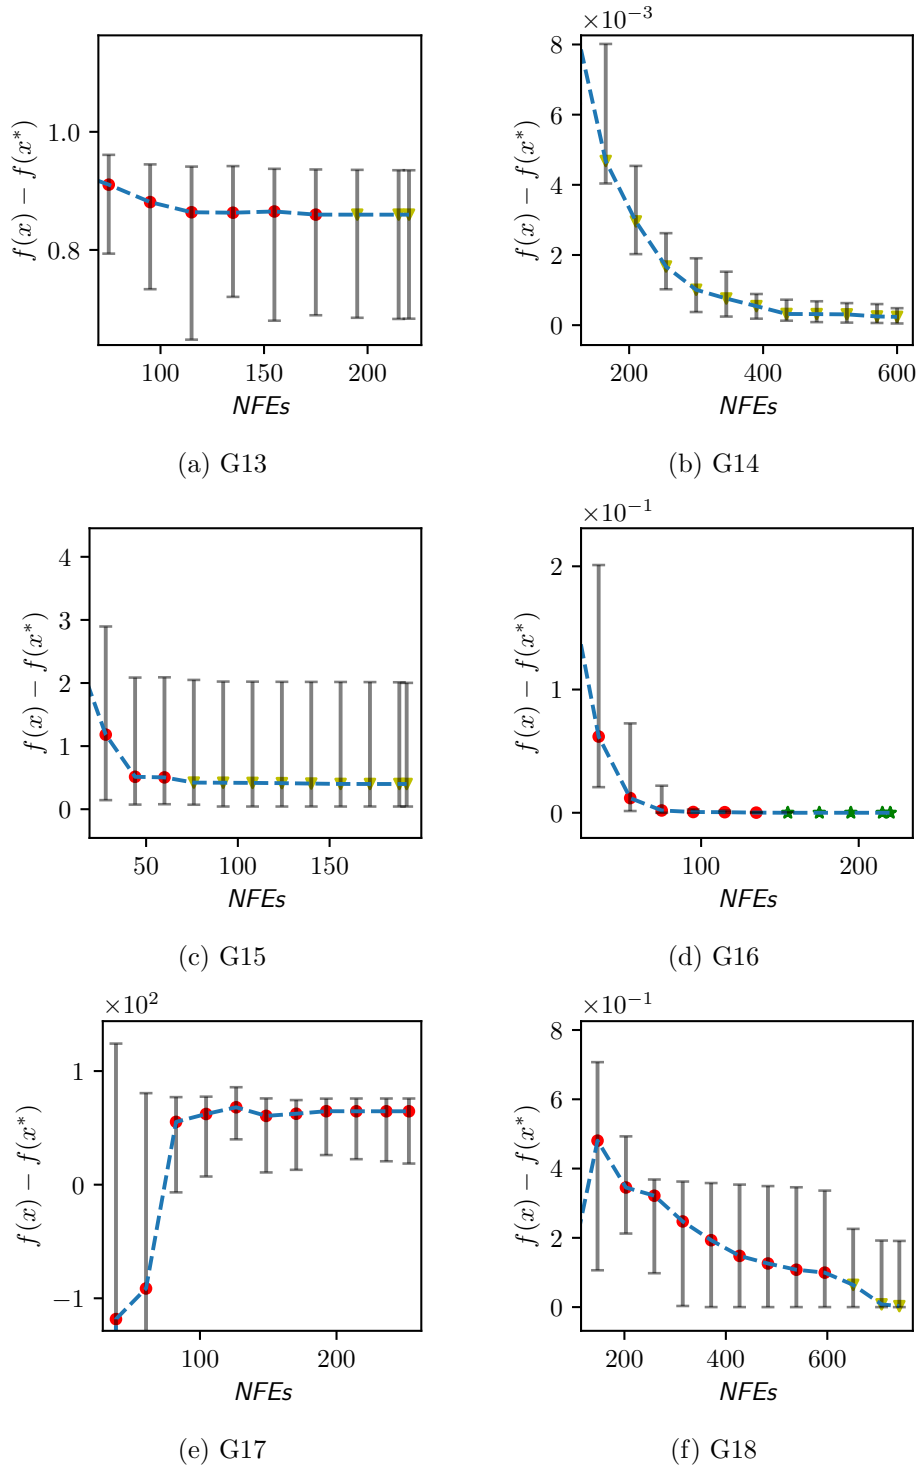 1.0
0.8
f(x) − f(x*)
100 150 200
NFEs
(a) G13
×10⁻³
8
6
4
2
0
f(x) − f(x*)
200 400 600
NFEs
(b) G14
4
3
2
1
0
f(x) − f(x*)
50 100 150
NFEs
(c) G15
×10⁻¹
2
1
0
f(x) − f(x*)
100 200
NFEs
(d) G16
×10²
1
0
−1
f(x) − f(x*)
100 200
NFEs
(e) G17
×10⁻¹
8
6
4
2
0
f(x) − f(x*)
200 400 600
NFEs
(f) G18